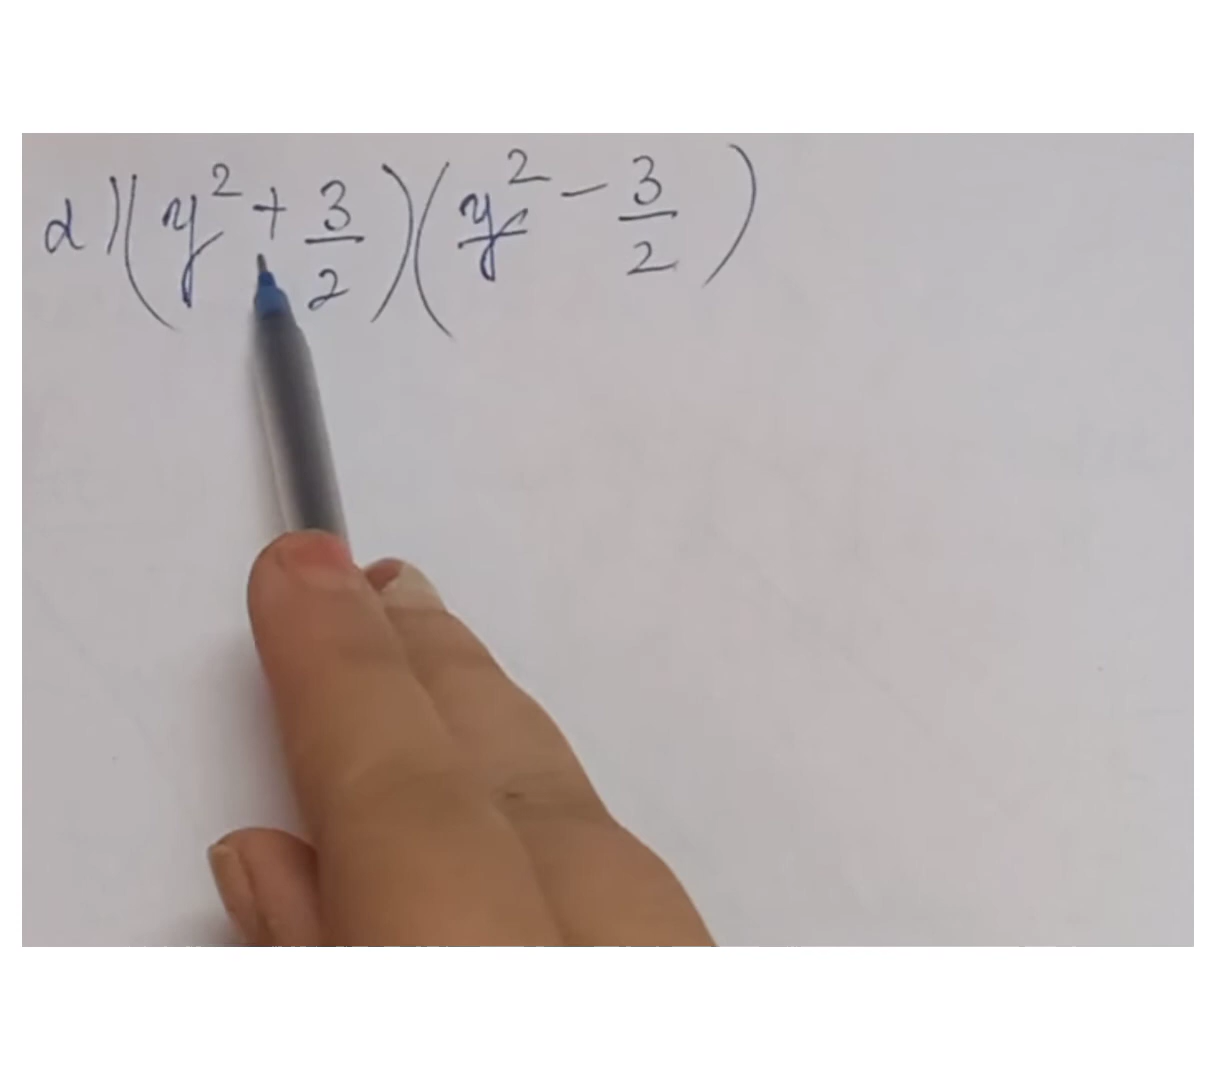 d) (y² + 3/2)(y² - 3/2)